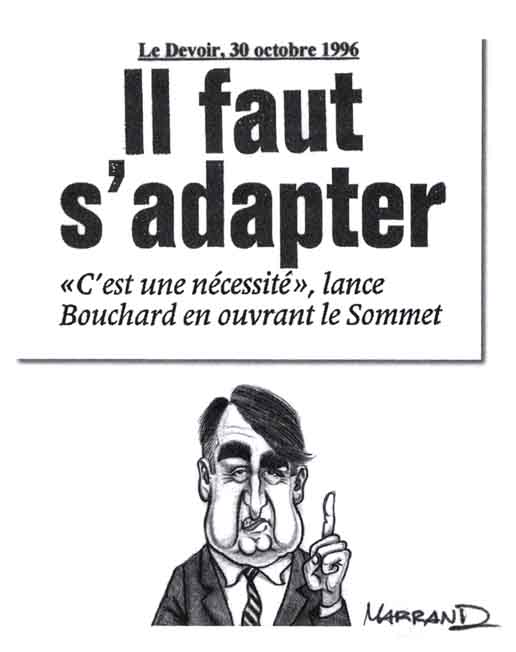 Le Devoir, 30 octobre 1996
Il faut
s'adapter
«C'est une nécessité», lance
Bouchard en ouvrant le Sommet
MARRAND